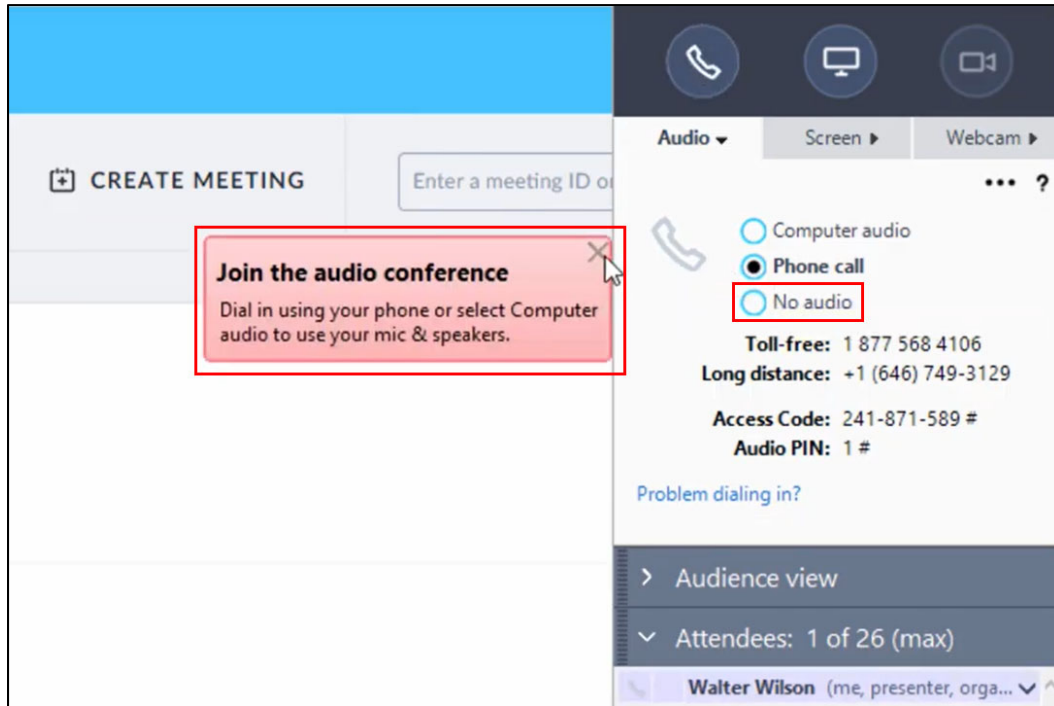 Audio
Screen
Webcam
CREATE MEETING
Enter a meeting ID
••• ?
Computer audio
Phone call
No audio
Join the audio conference
Dial in using your phone or select Computer
audio to use your mic & speakers.
Toll-free: 1 877 568 4106
Long distance: +1 (646) 749-3129
Access Code: 241-871-589 #
Audio PIN: 1 #
Problem dialing in?
Audience view
Attendees: 1 of 26 (max)
Walter Wilson (me, presenter, orga...